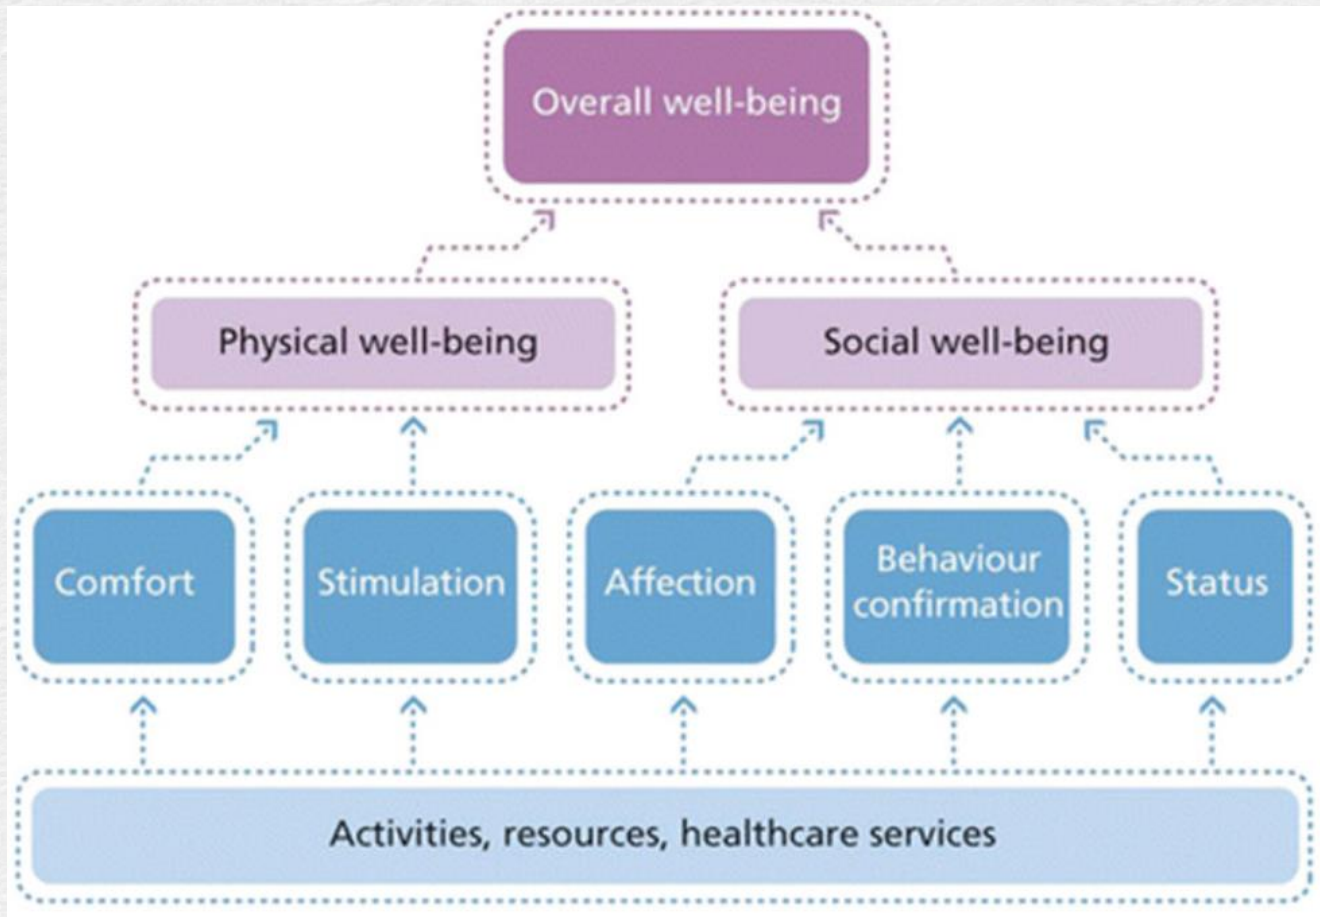 Overall well-being
Physical well-being
Social well-being
Comfort
Stimulation
Affection
Behaviour
confirmation
Status
Activities, resources, healthcare services